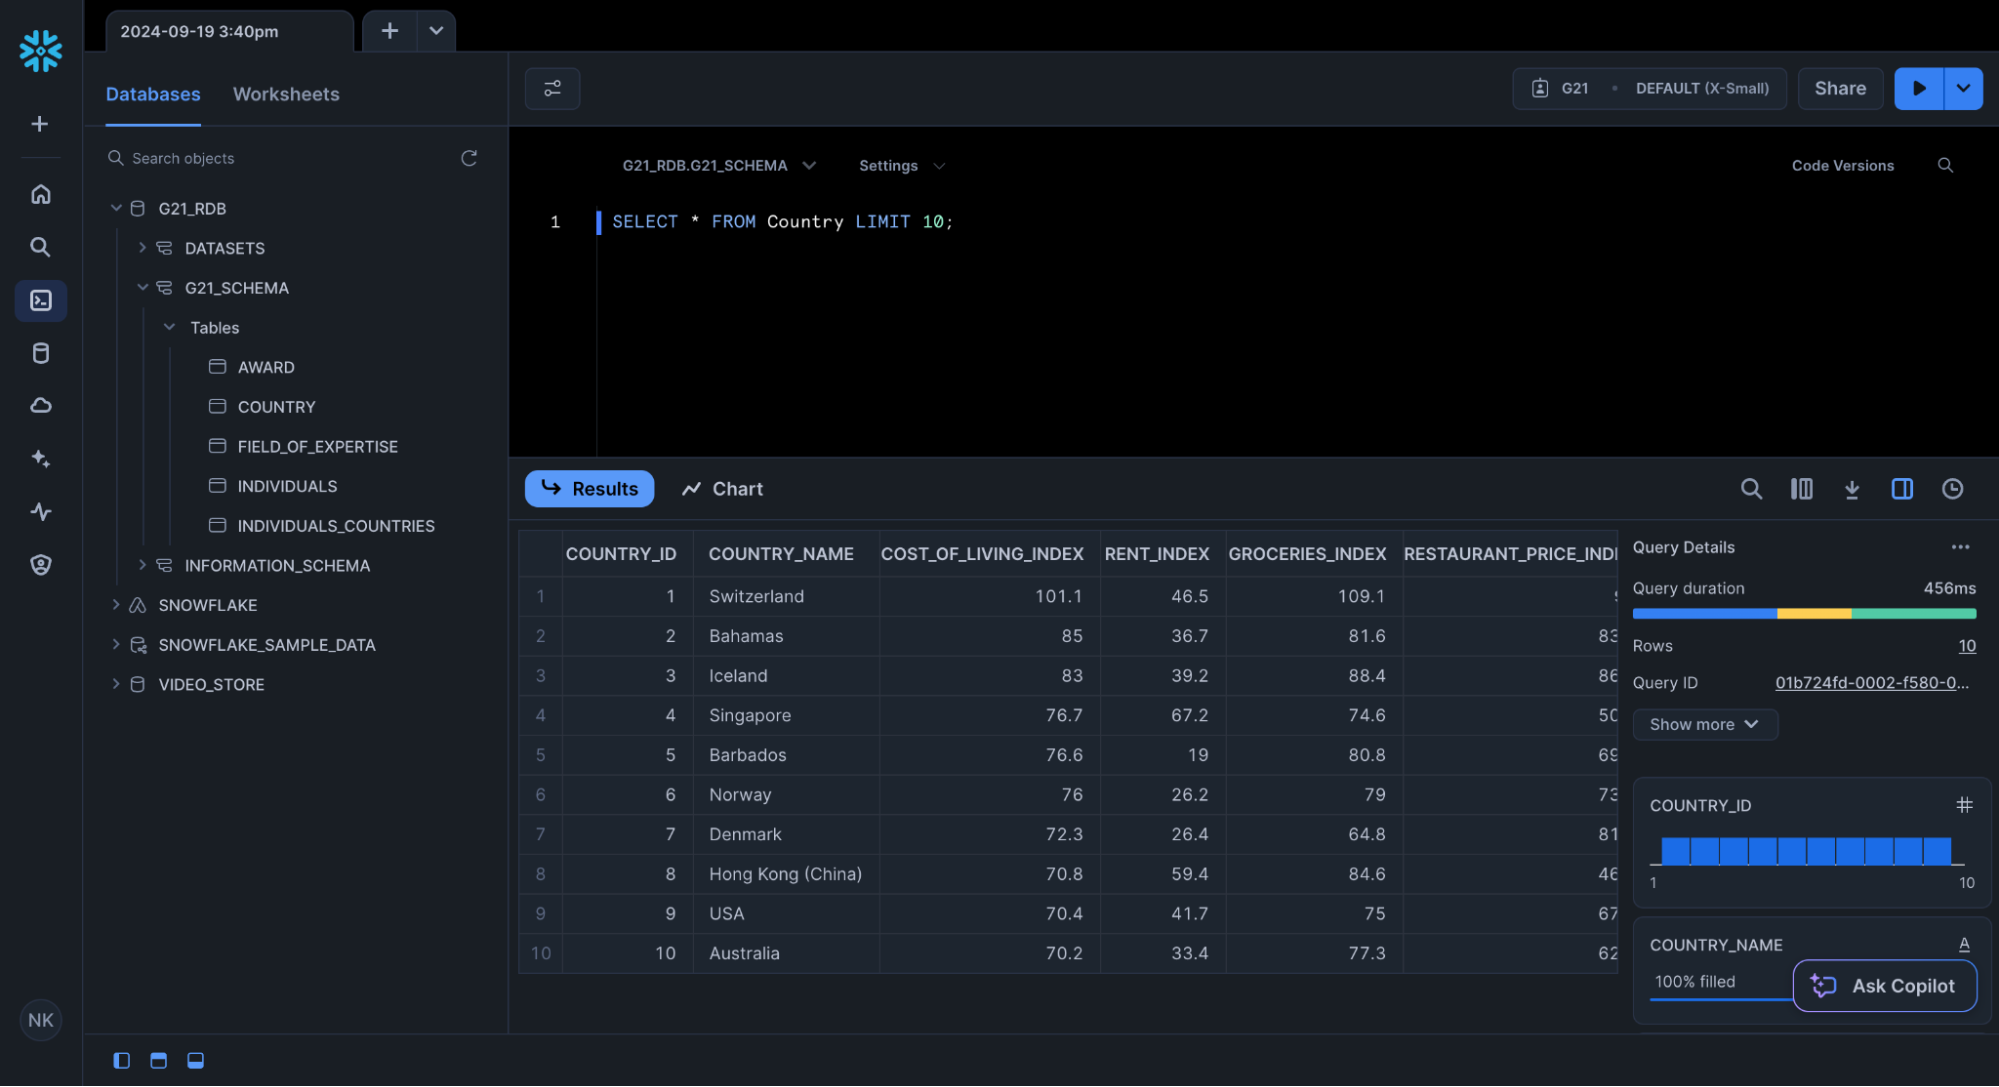 2024-09-19 3:40pm
Databases
Worksheets
G21
DEFAULT (X-Small)
Share
Search objects
G21_RDB
DATASETS
G21_SCHEMA
Tables
AWARD
COUNTRY
FIELD_OF_EXPERTISE
INDIVIDUALS
INDIVIDUALS_COUNTRIES
INFORMATION_SCHEMA
SNOWFLAKE
SNOWFLAKE_SAMPLE_DATA
VIDEO_STORE
NK
G21_RDB.G21_SCHEMA
Settings
Code Versions
1 SELECT * FROM Country LIMIT 10;
Results
Chart
COUNTRY_ID COUNTRY_NAME COST_OF_LIVING_INDEX RENT_INDEX GROCERIES_INDEX RESTAURANT_PRICE_INDI
1 1 Switzerland 101.1 46.5 109.1
2 2 Bahamas 85 36.7 81.6 83
3 3 Iceland 83 39.2 88.4 86
4 4 Singapore 76.7 67.2 74.6 50
5 5 Barbados 76.6 19 80.8 69
6 6 Norway 76 26.2 79 73
7 7 Denmark 72.3 26.4 64.8 81
8 8 Hong Kong (China) 70.8 59.4 84.6 46
9 9 USA 70.4 41.7 75 67
10 10 Australia 70.2 33.4 77.3 62
Query Details
Query duration 456ms
Rows 10
Query ID 01b724fd-0002-f580-0...
Show more
COUNTRY_ID
1 10
COUNTRY_NAME A
100% filled
Ask Copilot